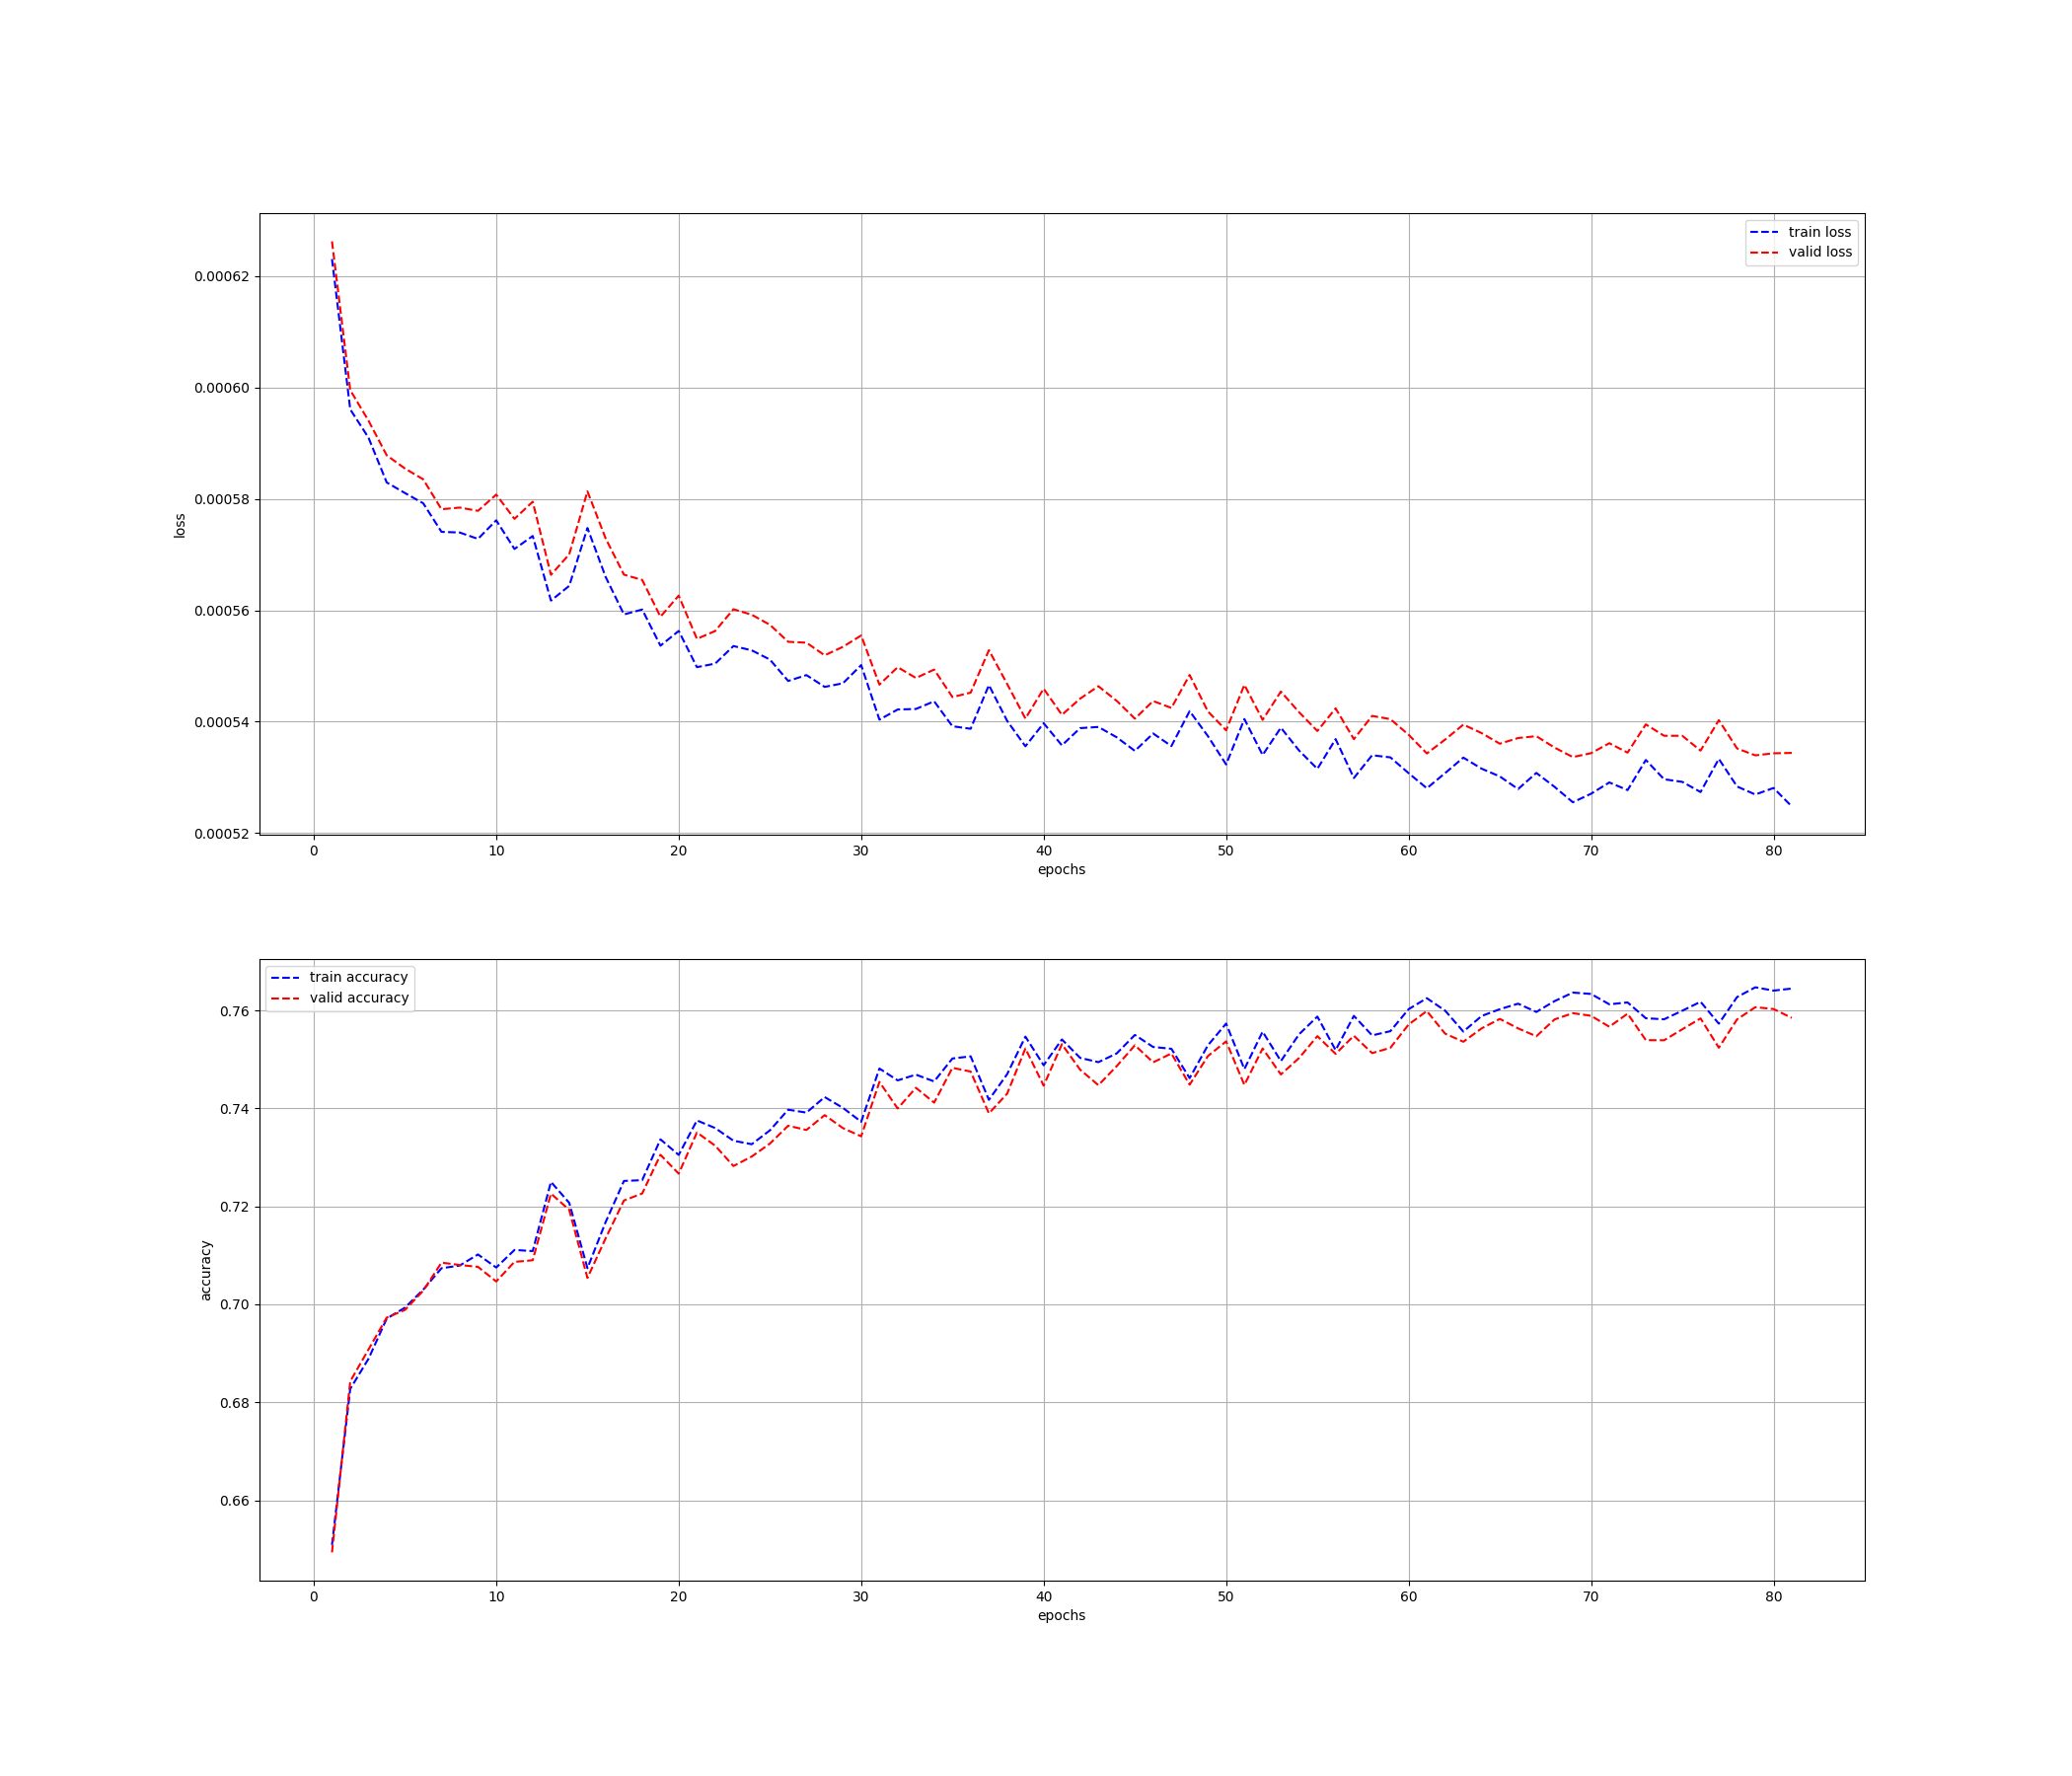 train loss
valid loss
0.00062
0.00060
0.00058
0.00056
0.00054
0.00052
loss
0 10 20 30 40 50 60 70 80
epochs
train accuracy
valid accuracy
0.76
0.74
0.72
0.70
0.68
0.66
accuracy
0 10 20 30 40 50 60 70 80
epochs